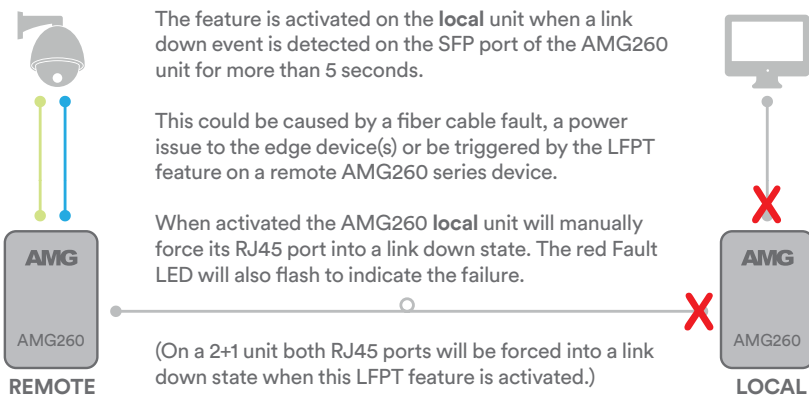 The feature is activated on the local unit when a link
down event is detected on the SFP port of the AMG260
unit for more than 5 seconds.
This could be caused by a fiber cable fault, a power
issue to the edge device(s) or be triggered by the LFPT
feature on a remote AMG260 series device.
When activated the AMG260 local unit will manually
force its RJ45 port into a link down state. The red Fault
LED will also flash to indicate the failure.
(On a 2+1 unit both RJ45 ports will be forced into a link
down state when this LFPT feature is activated.)
AMG
AMG260
REMOTE
AMG
AMG260
LOCAL